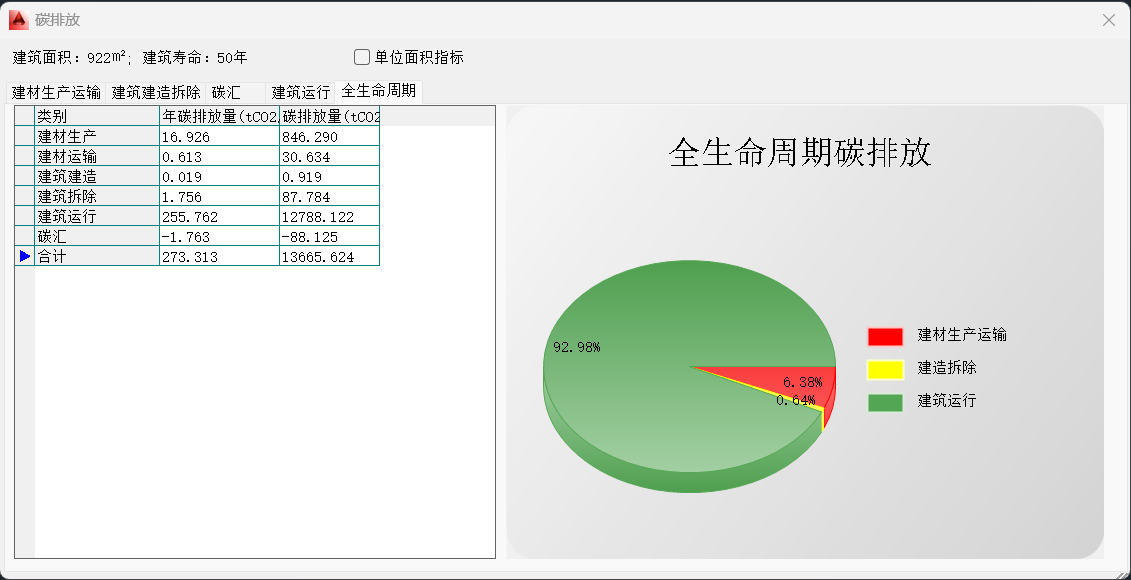 碳排放
建筑面积：922m²; 建筑寿命：50年
单位面积指标
建材生产运输 建筑建造拆除 碳汇 建筑运行 全生命周期
类别 年碳排放量(tCO2/ 碳排放量(tCO2
建材生产 16.926 846.290
建材运输 0.613 30.634
建筑建造 0.019 0.919
建筑拆除 1.756 87.784
建筑运行 255.762 12788.122
碳汇 -1.763 -88.125
合计 273.313 13665.624
全生命周期碳排放
92.98%
6.38%
0.64%
建材生产运输
建造拆除
建筑运行